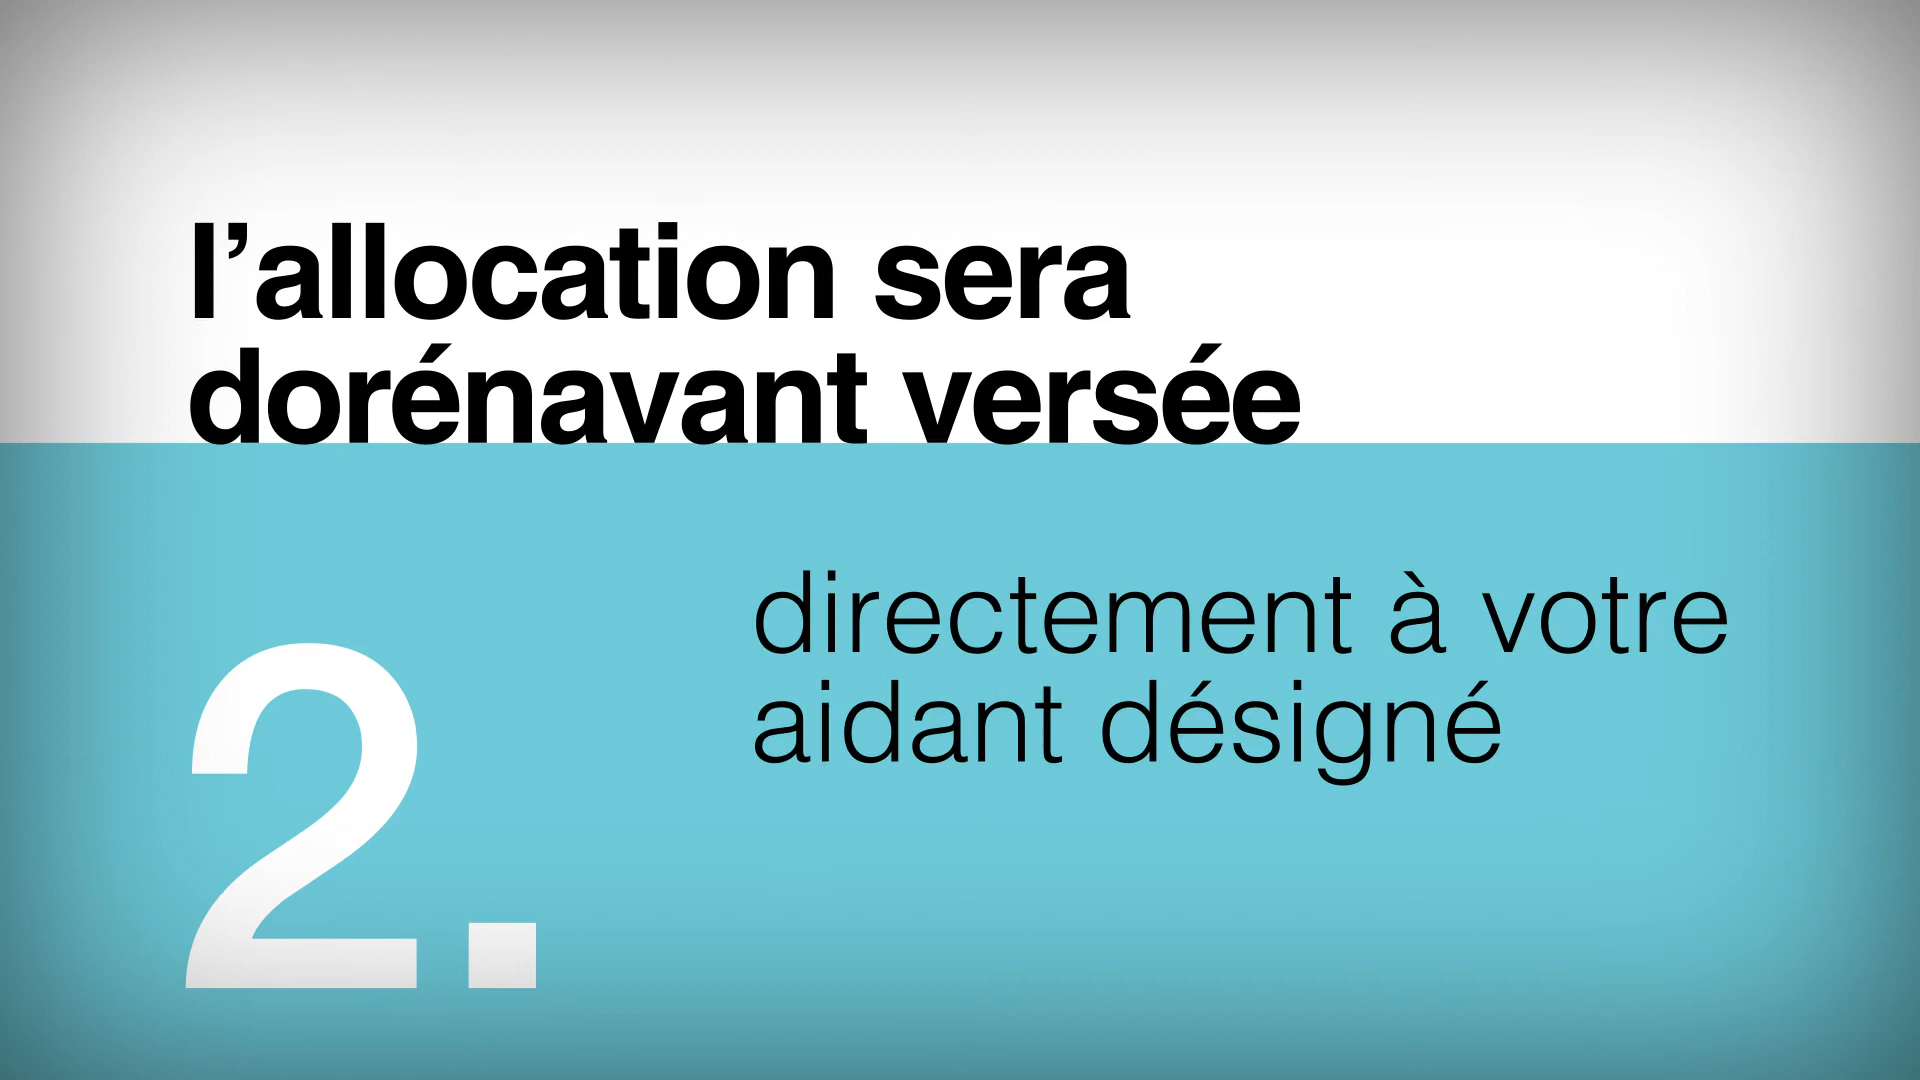 l’allocation sera
dorénavant versée
directement à votre
aidant désigné
2.